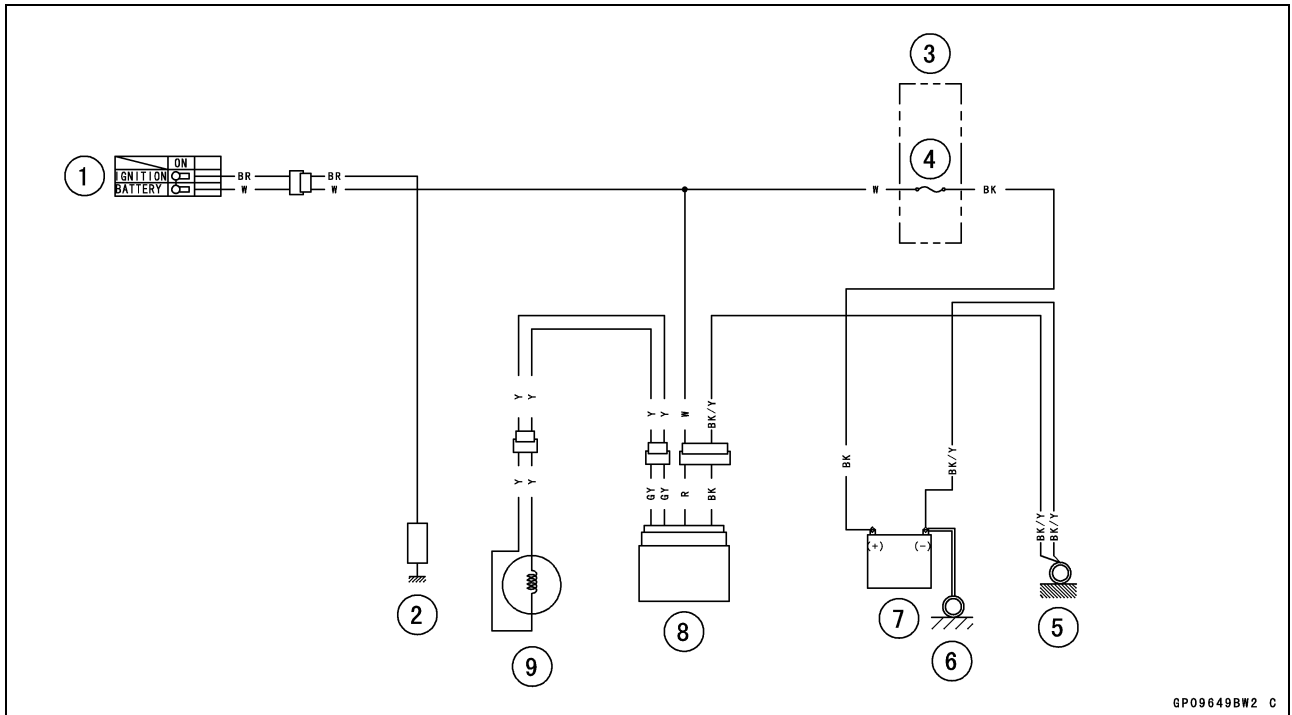 3
4
1
ON
IGNITION BR BR
BATTERY W W W BK
Y Y Y Y W BK/Y
BK BK/Y
Y Y GY GY R BK
BK/Y BK/Y
(+) (-)
2
7
5
8
6
9
GP09649BW2 C